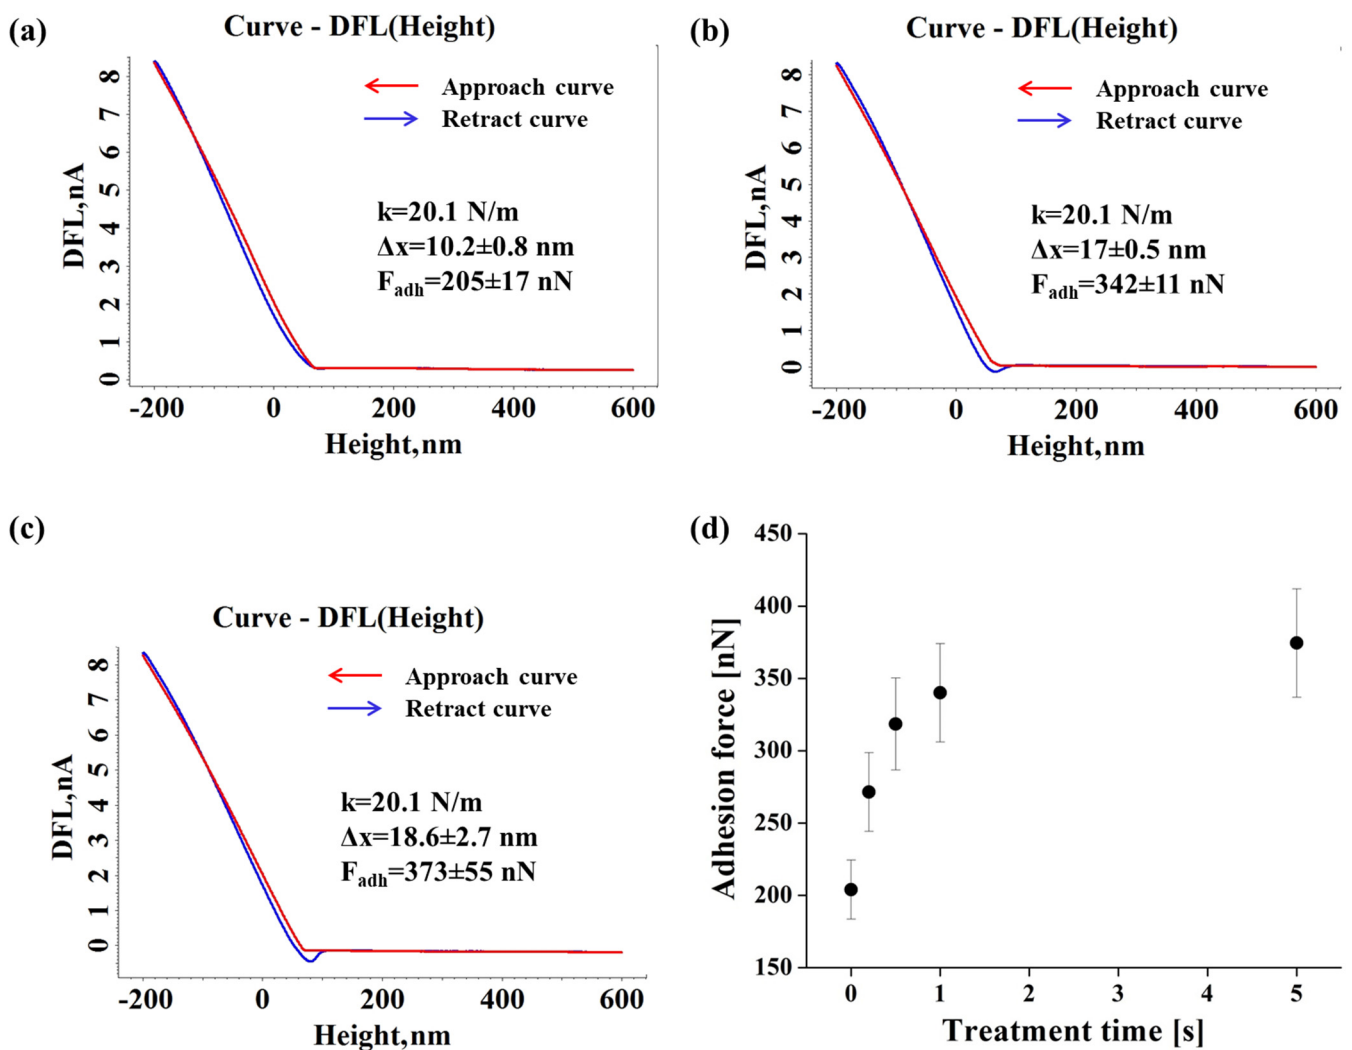 (a)
Curve - DFL(Height)
Approach curve
Retract curve
k=20.1 N/m
Δx=10.2±0.8 nm
Fadh=205±17 nN
DFL,nA
8
7
6
5
4
3
2
1
0
-200 0 200 400 600
Height,nm
(b)
Curve - DFL(Height)
Approach curve
Retract curve
k=20.1 N/m
Δx=17±0.5 nm
Fadh=342±11 nN
DFL,nA
8
7
6
5
4
3
2
1
0
-200 0 200 400 600
Height,nm
(c)
Curve - DFL(Height)
Approach curve
Retract curve
k=20.1 N/m
Δx=18.6±2.7 nm
Fadh=373±55 nN
DFL,nA
8
7
6
5
4
3
2
1
0
-200 0 200 400 600
Height,nm
(d)
Adhesion force [nN]
450
400
350
300
250
200
150
0 1 2 3 4 5
Treatment time [s]